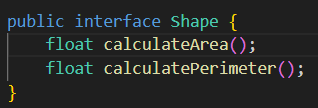 public interface Shape {
    float calculateArea();
    float calculatePerimeter();
}